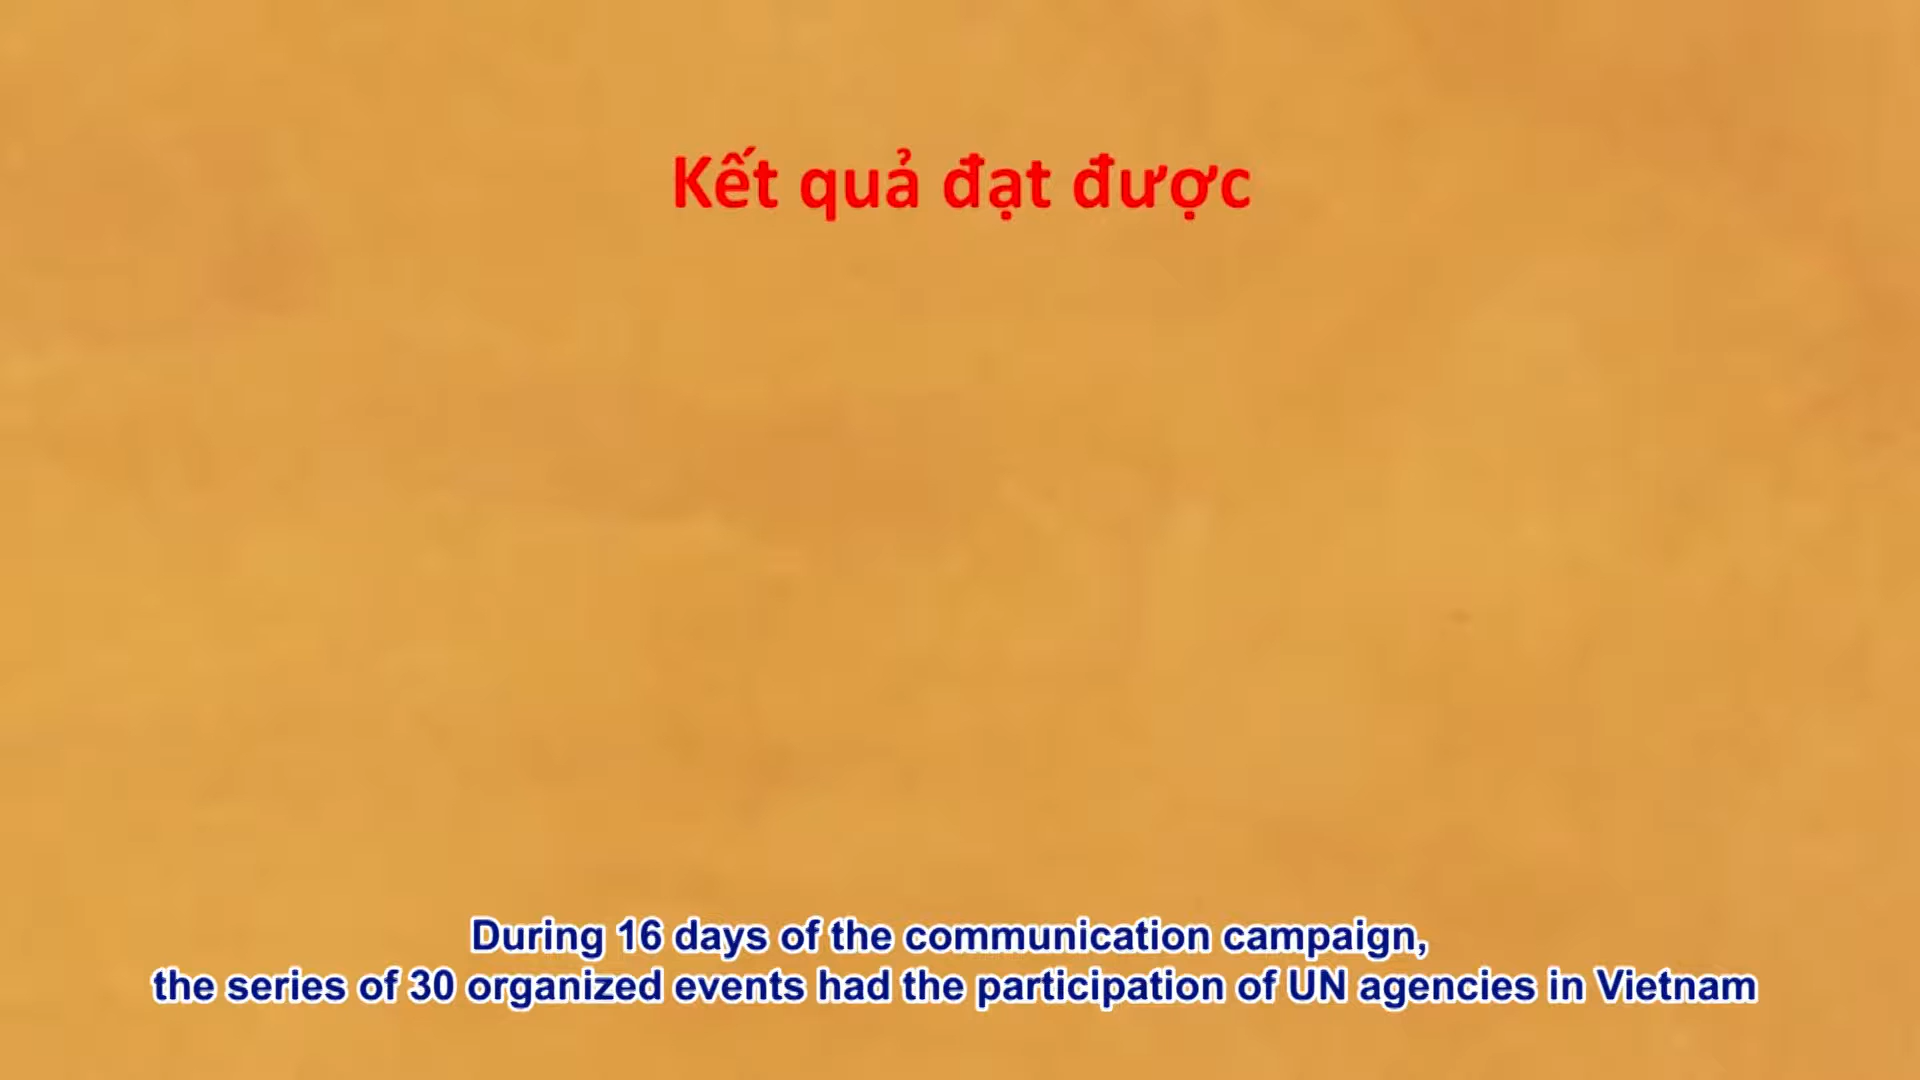 Kết quả đạt được
During 16 days of the communication campaign,
the series of 30 organized events had the participation of UN agencies in Vietnam